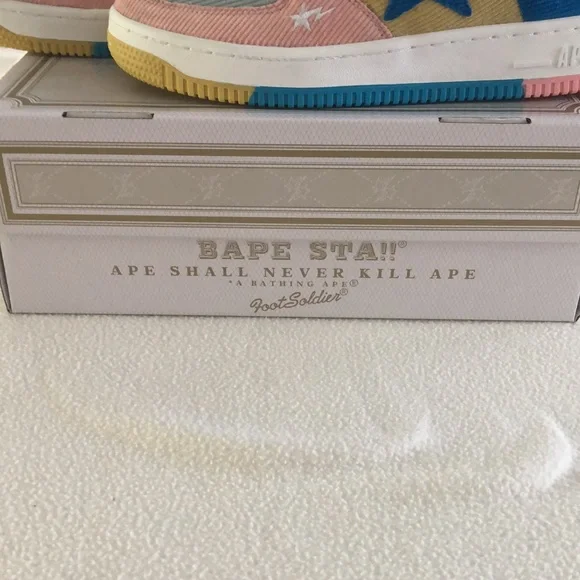 BAPE STA!!®
APE SHALL NEVER KILL APE
"A BATHING APE®
FootSoldier®